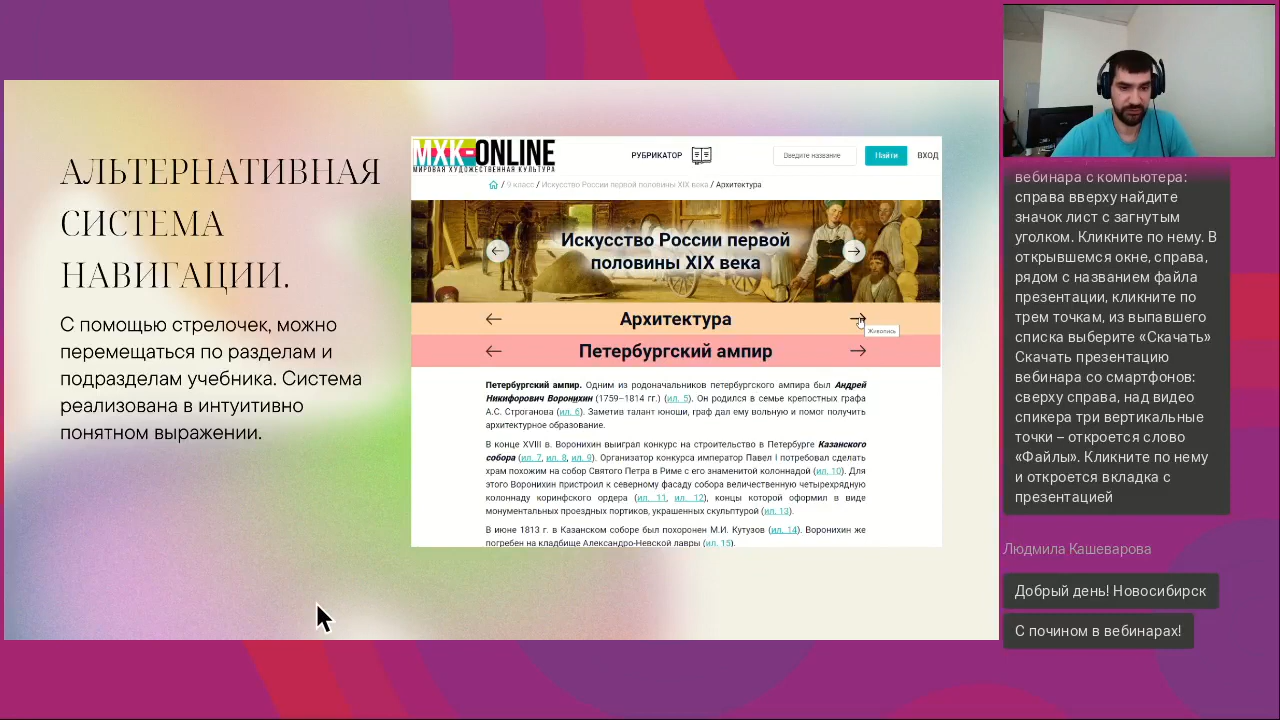 АЛЬТЕРНАТИВНАЯ
СИСТЕМА
НАВИГАЦИИ.
С помощью стрелочек, можно
перемещаться по разделам и
подразделам учебника. Система
реализована в интуитивно
понятном выражении.
МХК-ONLINE
МИРОВАЯ ХУДОЖЕСТВЕННАЯ КУЛЬТУРА
РУБРИКАТОР
Введите название
Найти
ВХОД
/ 9 класс / Искусство России первой половины XIX века / Архитектура
Искусство России первой
половины XIX века
Архитектура
Живопись
Петербургский ампир
Петербургский ампир. Одним из родоначальников петербургского ампира был Андрей
Никифорович Воронихин (1759–1814 гг.) (ил. 5). Он родился в семье крепостных графа
А.С. Строганова (ил. 6). Заметив талант юноши, граф дал ему вольную и помог получить
архитектурное образование.
В конце XVIII в. Воронихин выиграл конкурс на строительство в Петербурге Казанского
собора (ил. 7, ил. 8, ил. 9). Организатор конкурса император Павел I потребовал сделать
храм похожим на собор Святого Петра в Риме с его знаменитой колоннадой (ил. 10). Для
этого Воронихин пристроил к северному фасаду собора величественную четырехрядную
колоннаду коринфского ордера (ил. 11, ил. 12), концы которой оформил в виде
монументальных проездных портиков, украшенных скульптурой (ил. 13).
В июне 1813 г. в Казанском соборе был похоронен М.И. Кутузов (ил. 14). Воронихин же
погребен на кладбище Александро-Невской лавры (ил. 15).
вебинара с компьютера:
справа вверху найдите
значок лист с загнутым
уголком. Кликните по нему. В
открывшемся окне, справа,
рядом с названием файла
презентации, кликните по
трем точкам, из выпавшего
списка выберите «Скачать»
Скачать презентацию
вебинара со смартфонов:
сверху справа, над видео
спикера три вертикальные
точки – откроется слово
«Файлы». Кликните по нему
и откроется вкладка с
презентацией
Людмила Кашеварова
Добрый день! Новосибирск
С почином в вебинарах!